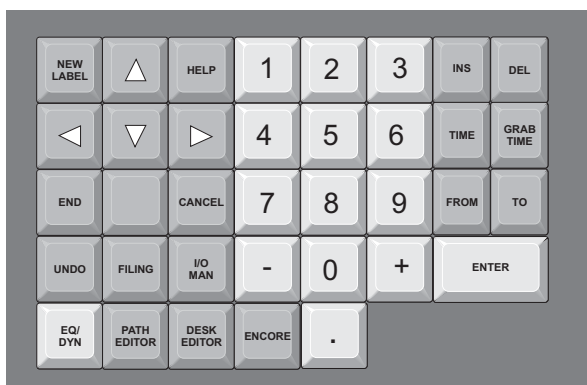 NEW
LABEL
HELP
1
2
3
INS
DEL
4
5
6
TIME
GRAB
TIME
END
CANCEL
7
8
9
FROM
TO
UNDO
FILING
I/O
MAN
-
0
+
ENTER
EQ/
DYN
PATH
EDITOR
DESK
EDITOR
ENCORE
.